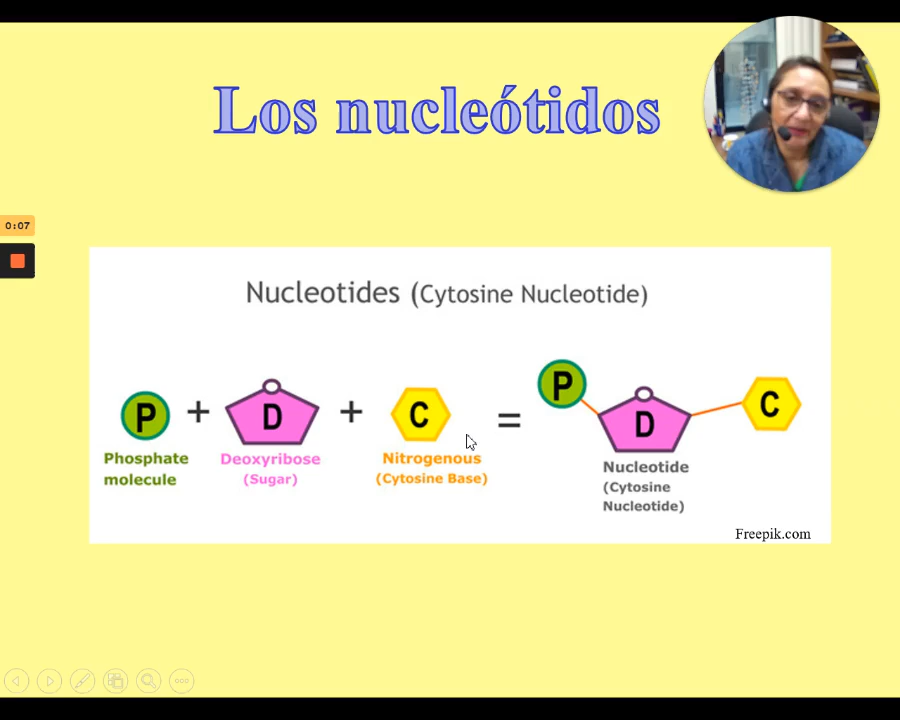 Los nucleótidos
0:07
Nucleotides (Cytosine Nucleotide)
P + D + C = P D C
Phosphate
molecule
Deoxyribose
(Sugar)
Nitrogenous
(Cytosine Base)
Nucleotide
(Cytosine
Nucleotide)
Freepik.com